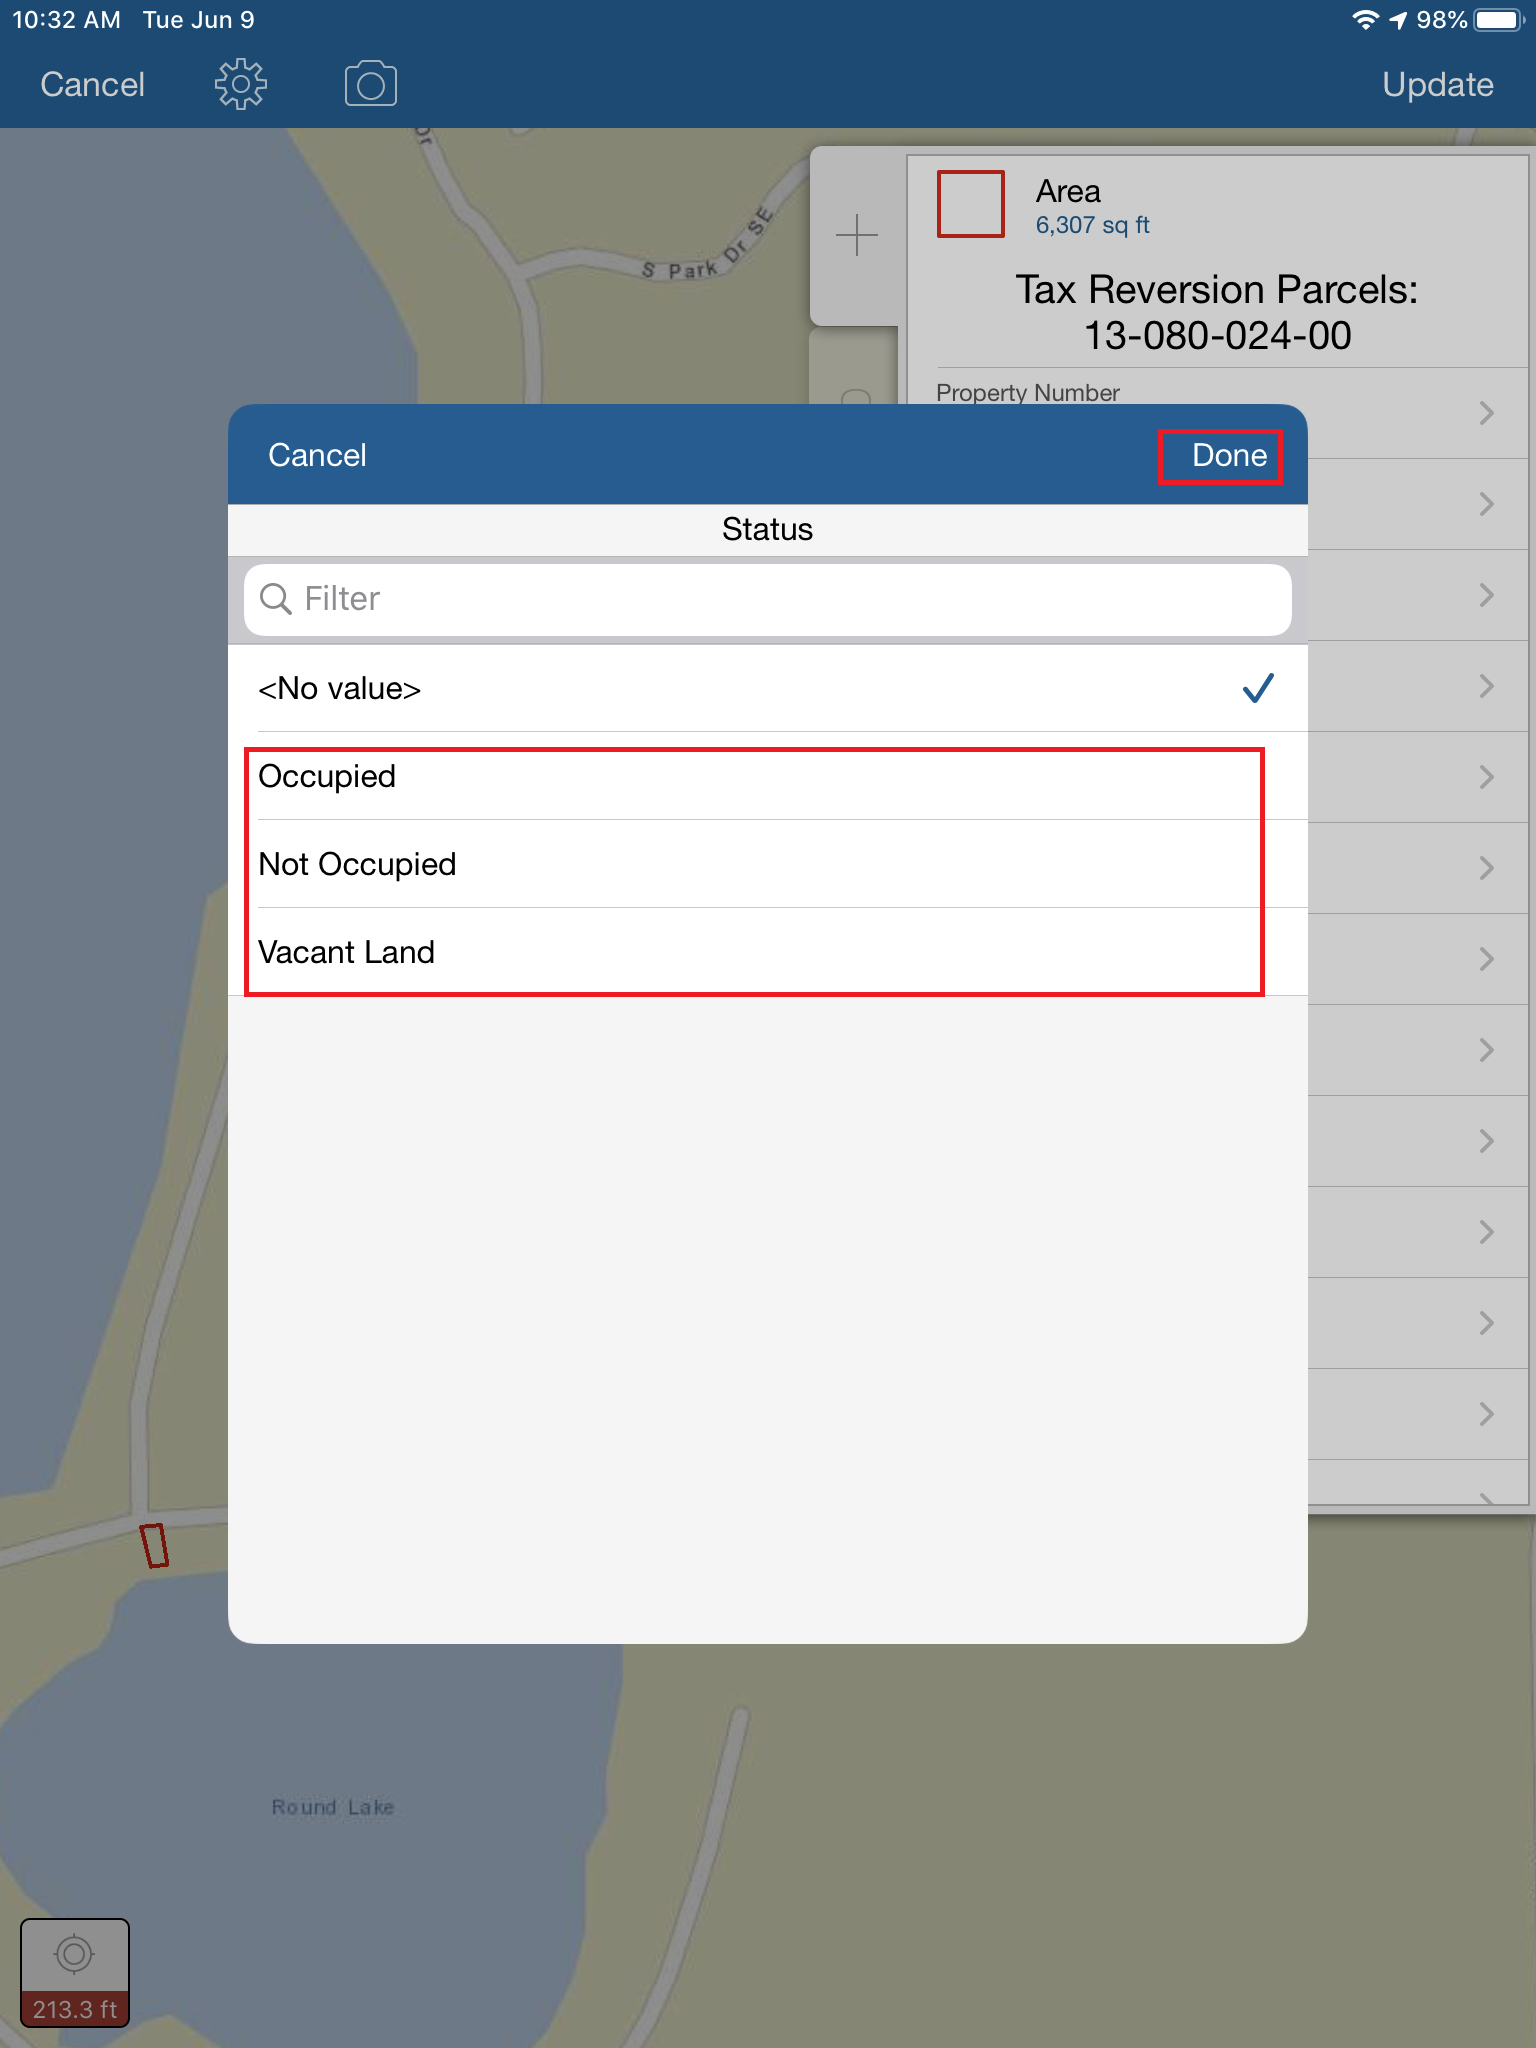 10:32 AM Tue Jun 9 98%
Cancel Update
Dr
S Park Dr SE
Area
6,307 sq ft
Tax Reversion Parcels:
13-080-024-00
Property Number
Cancel Done
Status
Filter
<No value>
Occupied
Not Occupied
Vacant Land
Round Lake
213.3 ft